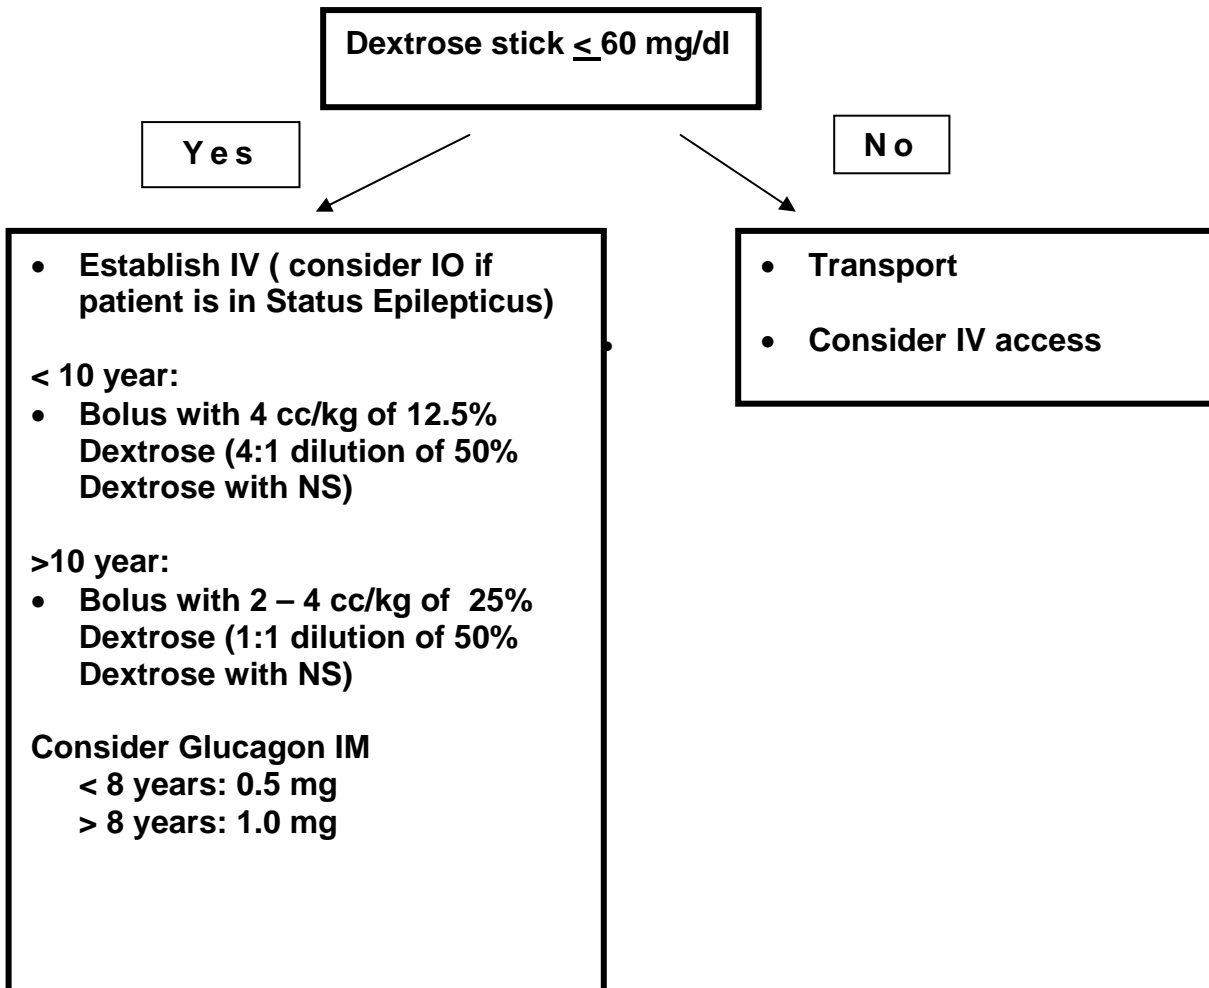 Dextrose stick < 60 mg/dl
Yes
No
• Establish IV ( consider IO if
patient is in Status Epilepticus)
< 10 year:
• Bolus with 4 cc/kg of 12.5%
Dextrose (4:1 dilution of 50%
Dextrose with NS)
>10 year:
• Bolus with 2 – 4 cc/kg of 25%
Dextrose (1:1 dilution of 50%
Dextrose with NS)
Consider Glucagon IM
< 8 years: 0.5 mg
> 8 years: 1.0 mg
•
• Transport
• Consider IV access